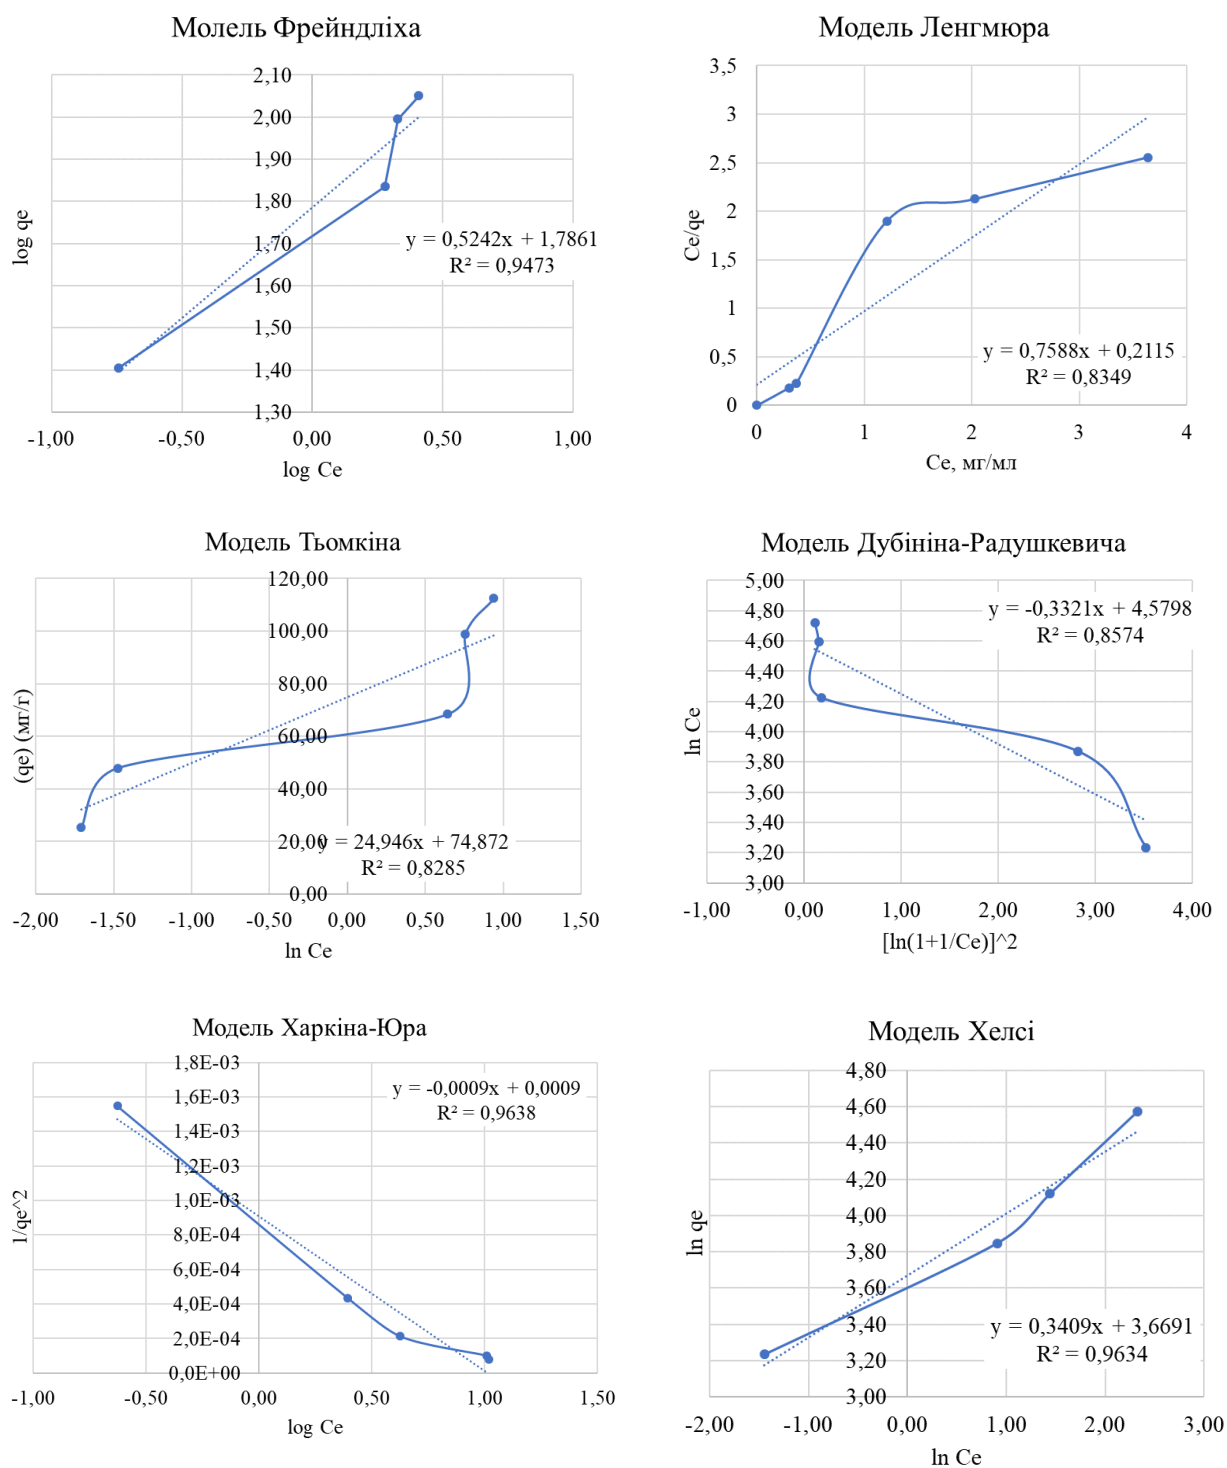 Молель Фрейндліха
2,10
2,00
1,90
1,80
1,70
1,60
1,50
1,40
1,30
log qe
y = 0,5242x + 1,7861
R² = 0,9473
-1,00
-0,50
0,00
0,50
1,00
log Ce
Модель Ленгмюра
3,5
3
2,5
2
1,5
1
0,5
0
Ce/qe
y = 0,7588x + 0,2115
R² = 0,8349
0
1
2
3
4
Ce, мг/мл
Модель Тьомкіна
120,00
100,00
80,00
60,00
40,00
20,00
0,00
(qe) (мг/г)
y = 24,946x + 74,872
R² = 0,8285
-2,00
-1,50
-1,00
-0,50
0,00
0,50
1,00
1,50
ln Ce
Модель Дубініна-Радушкевича
5,00
4,80
4,60
4,40
4,20
4,00
3,80
3,60
3,40
3,20
3,00
ln Ce
y = -0,3321x + 4,5798
R² = 0,8574
-1,00
0,00
1,00
2,00
3,00
4,00
[ln(1+1/Ce)]^2
Модель Харкіна-Юра
1,8E-03
1,6E-03
1,4E-03
1,2E-03
1,0E-03
8,0E-04
6,0E-04
4,0E-04
2,0E-04
0,0E+00
1/qe^2
y = -0,0009x + 0,0009
R² = 0,9638
-1,00
-0,50
0,00
0,50
1,00
1,50
log Ce
Модель Хелсі
4,80
4,60
4,40
4,20
4,00
3,80
3,60
3,40
3,20
3,00
ln qe
y = 0,3409x + 3,6691
R² = 0,9634
-2,00
-1,00
0,00
1,00
2,00
3,00
ln Ce